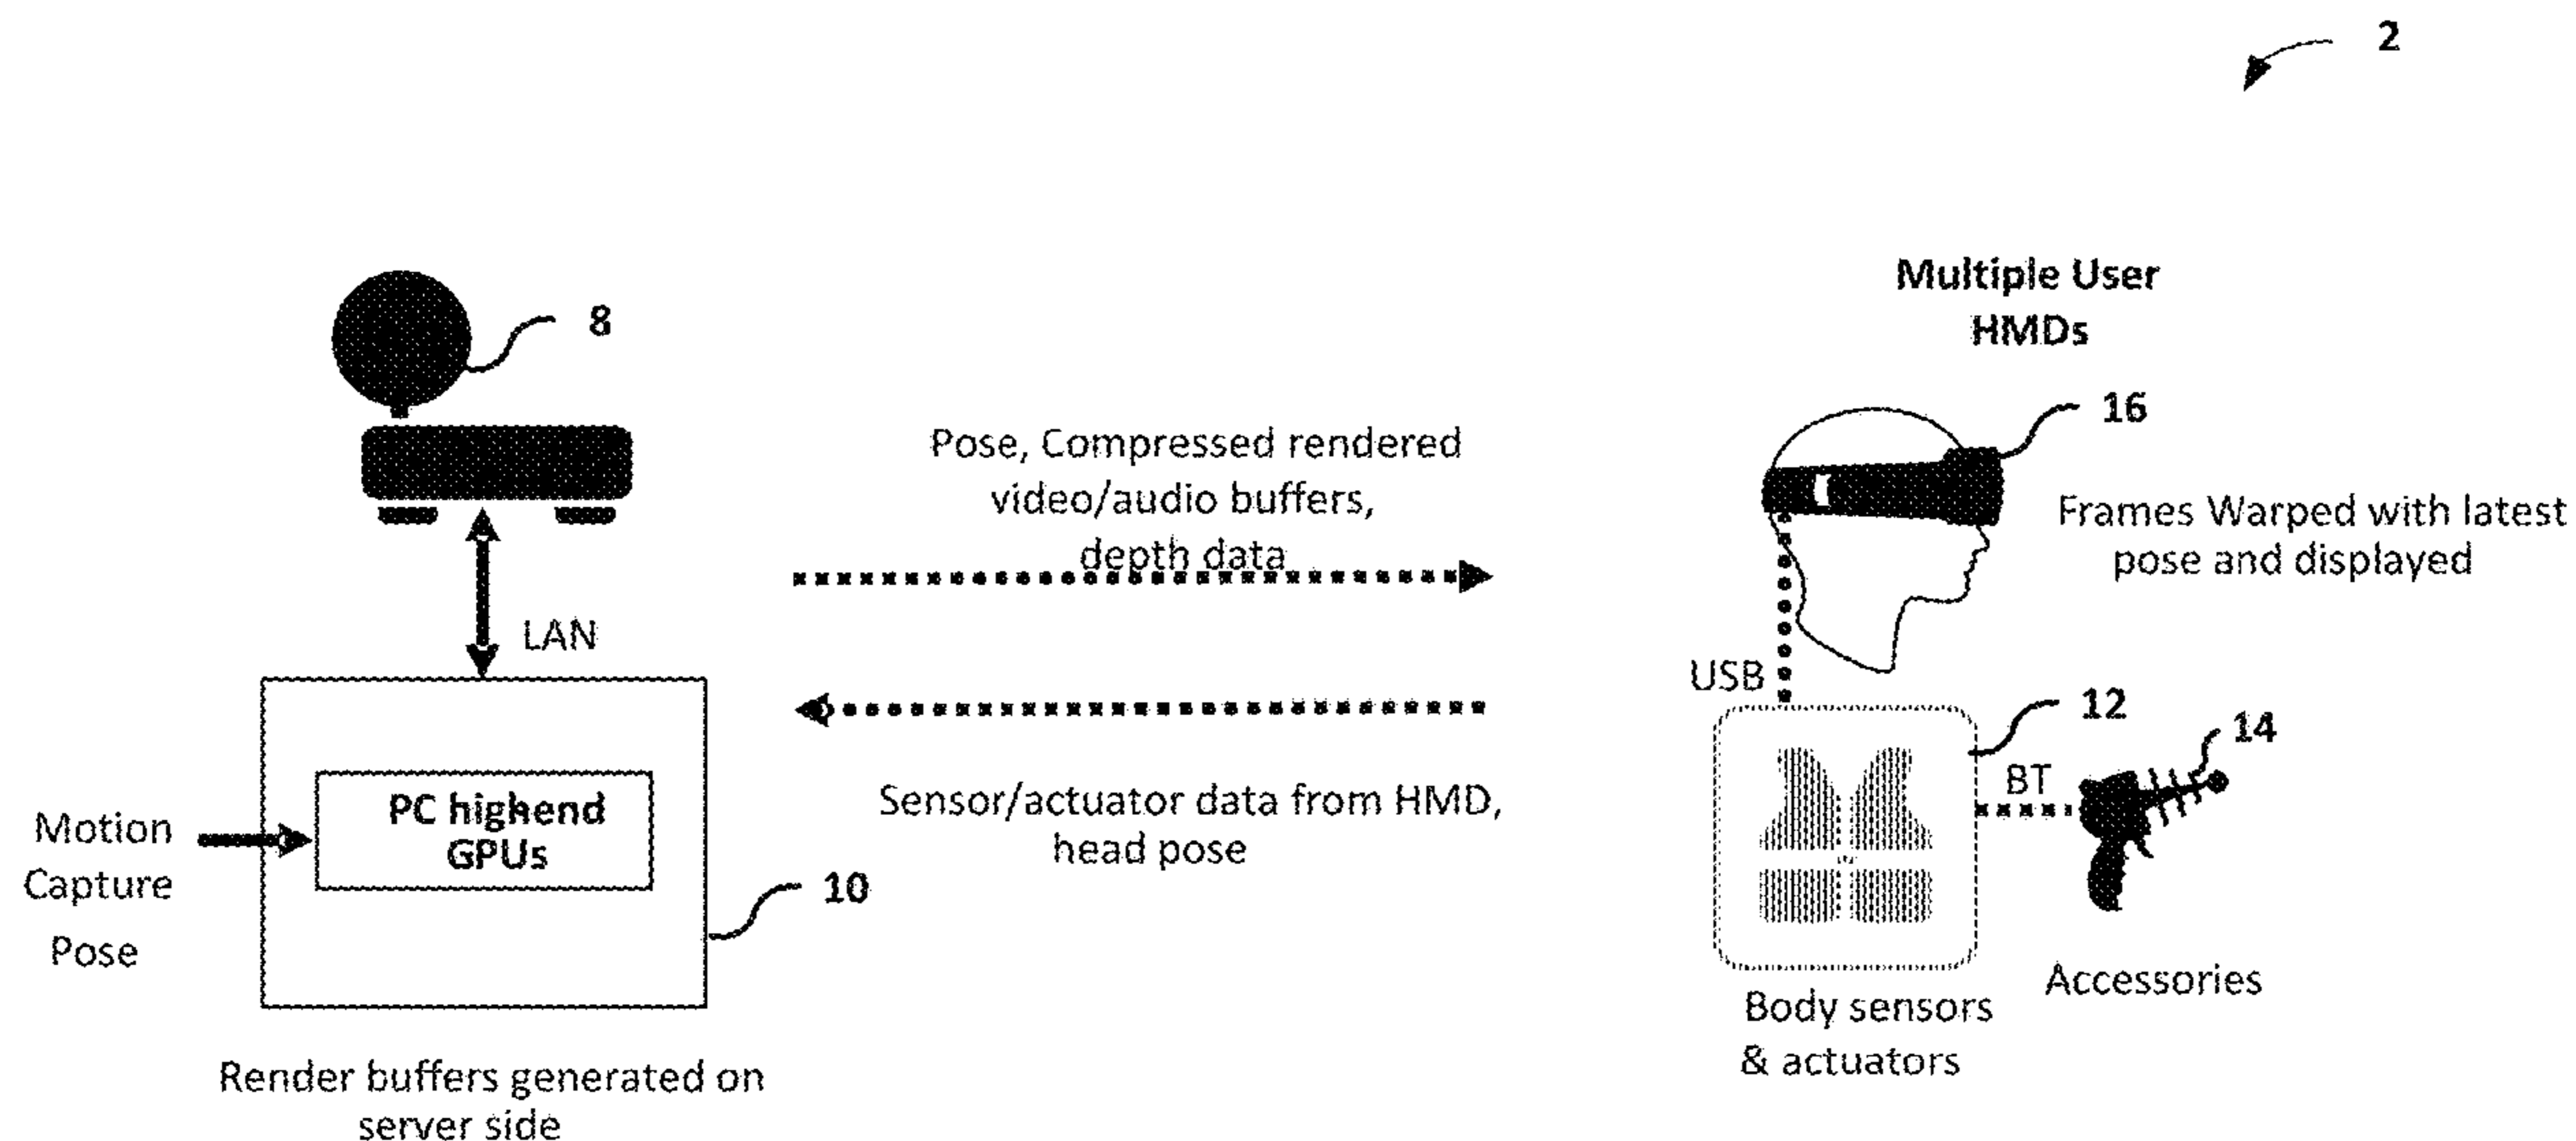 2
Multiple User
HMDs
8
16
Pose, Compressed rendered
video/audio buffers,
depth data
Frames Warped with latest
pose and displayed
LAN
USB
12
14
BT
PC highend
GPUs
Sensor/actuator data from HMD,
head pose
Motion
Capture
Pose
10
Accessories
Body sensors
& actuators
Render buffers generated on
server side